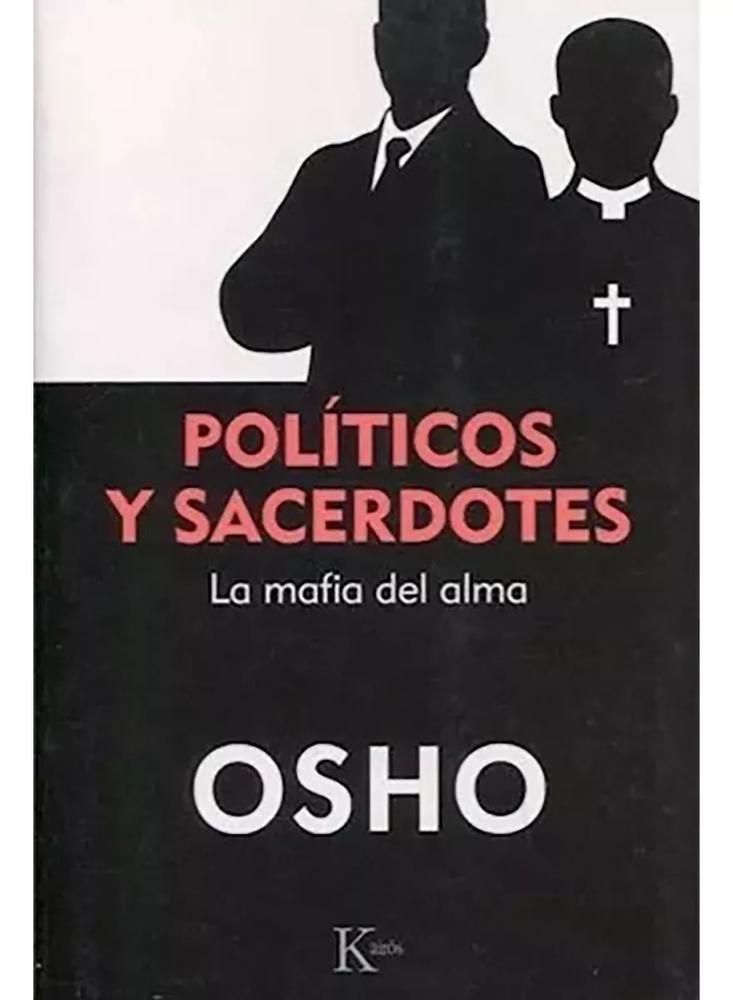 POLÍTICOS
Y SACERDOTES
La mafia del alma
OSHO
Kairós